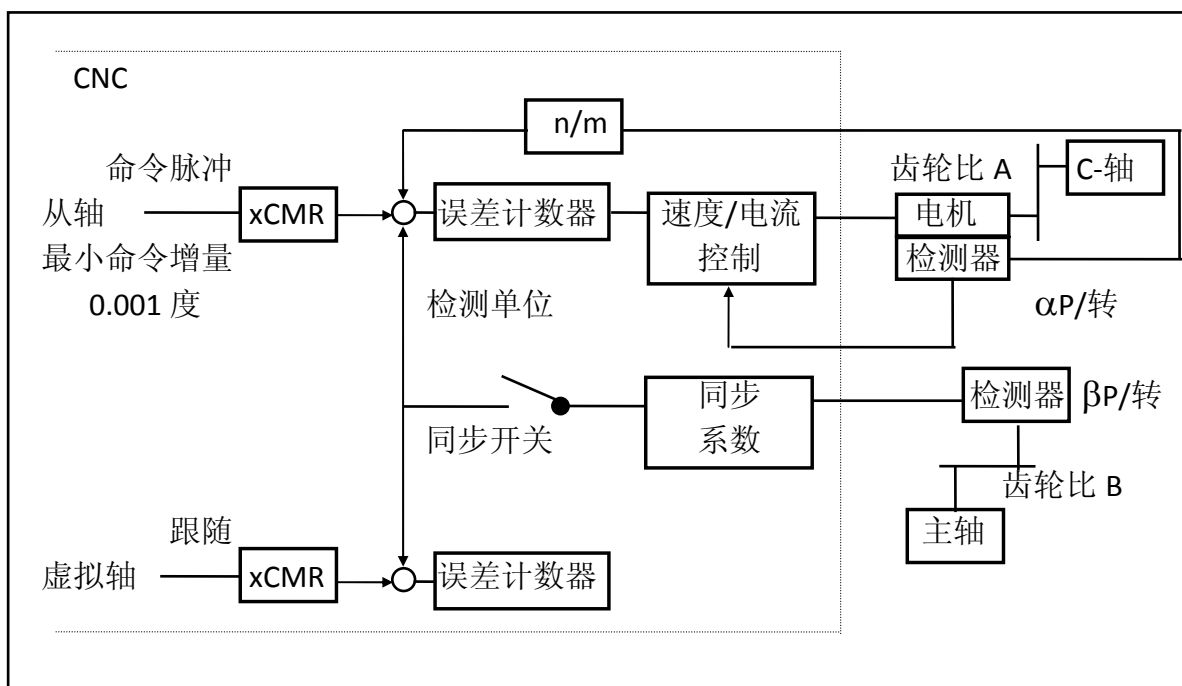 CNC
n/m
命令脉冲
齿轮比 A
C-轴
从轴
xCMR
误差计数器
速度/电流
控制
电机
检测器
最小命令增量
0.001 度
检测单位
αP/转
同步
系数
检测器
βP/转
同步开关
齿轮比 B
主轴
跟随
虚拟轴
xCMR
误差计数器